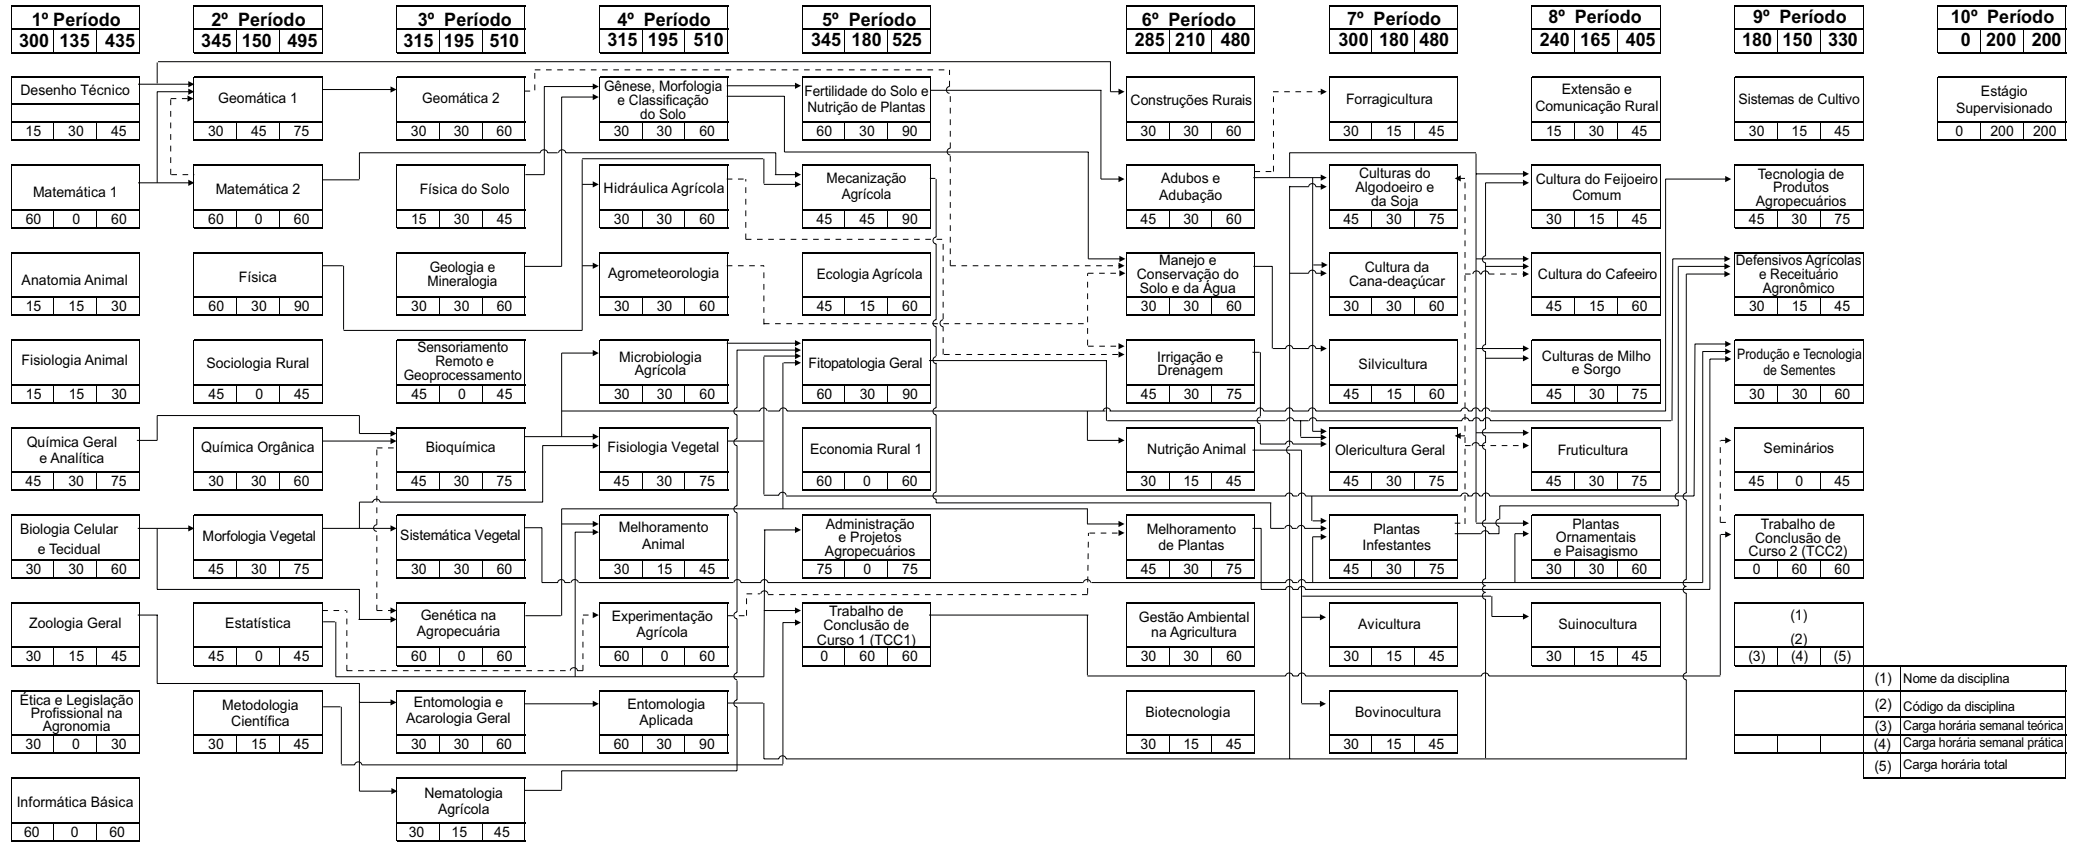 1º Período
300 135 435
2º Período
345 150 495
3º Período
315 195 510
4º Período
315 195 510
5º Período
345 180 525
6º Período
285 210 480
7º Período
300 180 480
8º Período
240 165 405
9º Período
180 150 330
10º Período
0 200 200
Desenho Técnico
15 30 45
Matemática 1
60 0 60
Anatomia Animal
15 15 30
Fisiologia Animal
15 15 30
Química Geral
e Analítica
45 30 75
Biologia Celular
e Tecidual
30 30 60
Zoologia Geral
30 15 45
Ética e Legislação
Profissional na
Agronomia
30 0 30
Informática Básica
60 0 60
Geomática 1
30 45 75
Matemática 2
60 0 60
Física
60 30 90
Sociologia Rural
45 0 45
Química Orgânica
30 30 60
Morfologia Vegetal
45 30 75
Estatística
45 0 45
Metodologia
Científica
30 15 45
Geomática 2
30 30 60
Física do Solo
15 30 45
Geologia e
Mineralogia
30 30 60
Sensoriamento
Remoto e
Geoprocessamento
45 0 45
Bioquímica
45 30 75
Sistemática Vegetal
30 30 60
Genética na
Agropecuária
60 0 60
Entomologia e
Acarologia Geral
30 30 60
Nematologia
Agrícola
30 15 45
Gênese, Morfologia
e Classificação
do Solo
30 30 60
Hidráulica Agrícola
30 30 60
Agrometeorologia
30 30 60
Microbiologia
Agrícola
30 30 60
Fisiologia Vegetal
45 30 75
Melhoramento
Animal
30 15 45
Experimentação
Agrícola
60 0 60
Entomologia
Aplicada
60 30 90
Fertilidade do Solo e
Nutrição de Plantas
60 30 90
Mecanização
Agrícola
45 45 90
Ecologia Agrícola
45 15 60
Fitopatologia Geral
60 30 90
Economia Rural 1
60 0 60
Administração
e Projetos
Agropecuários
75 0 75
Trabalho de
Conclusão de
Curso 1 (TCC1)
0 60 60
Construções Rurais
30 30 60
Adubos e
Adubação
45 30 60
Manejo e
Conservação do
Solo e da Água
30 30 60
Irrigação e
Drenagem
45 30 75
Nutrição Animal
30 15 45
Melhoramento
de Plantas
45 30 75
Gestão Ambiental
na Agricultura
30 30 60
Biotecnologia
30 15 45
Forragicultura
30 15 45
Culturas do
Algodoeiro e
da Soja
45 30 75
Cultura da
Cana-deaçúcar
30 30 60
Silvicultura
45 15 60
Olericultura Geral
45 30 75
Plantas
Infestantes
45 30 75
Avicultura
30 15 45
Bovinocultura
30 15 45
Extensão e
Comunicação Rural
15 30 45
Cultura do Feijoeiro
Comum
30 15 45
Cultura do Cafeeiro
45 15 60
Culturas de Milho
e Sorgo
45 30 75
Fruticultura
45 30 75
Plantas
Ornamentais
e Paisagismo
30 30 60
Suinocultura
30 15 45
Sistemas de Cultivo
30 15 45
Tecnologia de
Produtos
Agropecuários
45 30 75
Defensivos Agrícolas
e Receituário
Agronômico
30 15 45
Produção e Tecnologia
de Sementes
30 30 60
Seminários
45 0 45
Trabalho de
Conclusão de
Curso 2 (TCC2)
0 60 60
(1)
(2)
(3) (4) (5)
Estágio
Supervisionado
0 200 200
(1) Nome da disciplina
(2) Código da disciplina
(3) Carga horária semanal teórica
(4) Carga horária semanal prática
(5) Carga horária total